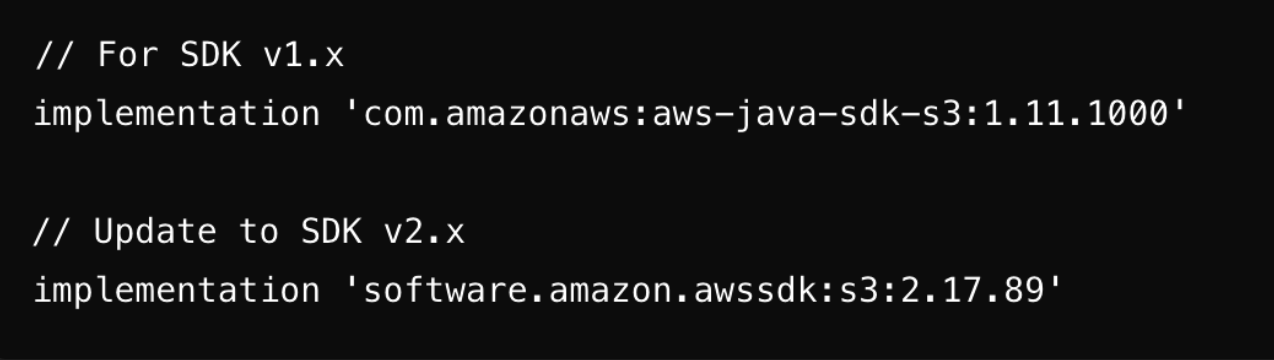 // For SDK v1.x
implementation 'com.amazonaws:aws-java-sdk-s3:1.11.1000'
// Update to SDK v2.x
implementation 'software.amazon.awssdk:s3:2.17.89'